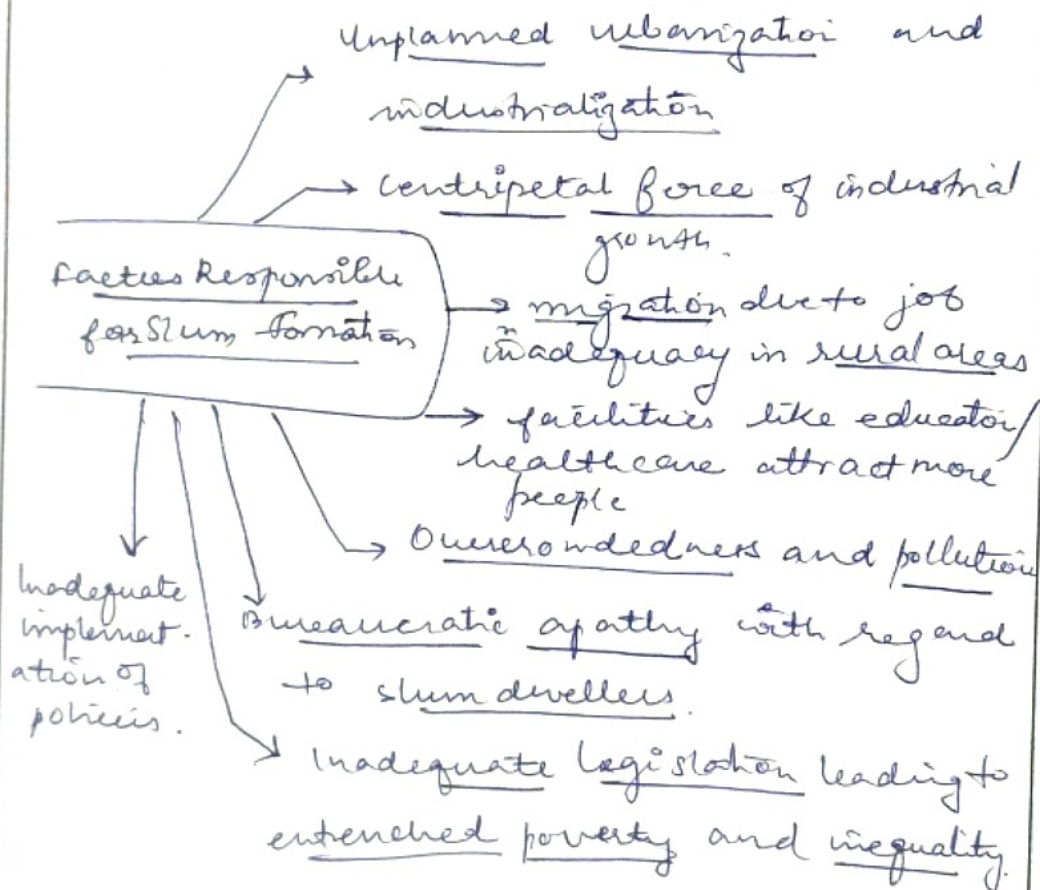 Unplanned urbanization and
industrialization
Centripetal force of industrial
growth.
Factors Responsible
for Slum Formation
migration due to job
inadequacy in rural areas
facilities like education/
healthcare attract more
people
Overcrowdedness and pollution
Inadequate
implement-
ation of
policies.
Bureaucratic apathy with regard
to slum dwellers.
Inadequate legislation leading to
entrenched poverty and inequality.